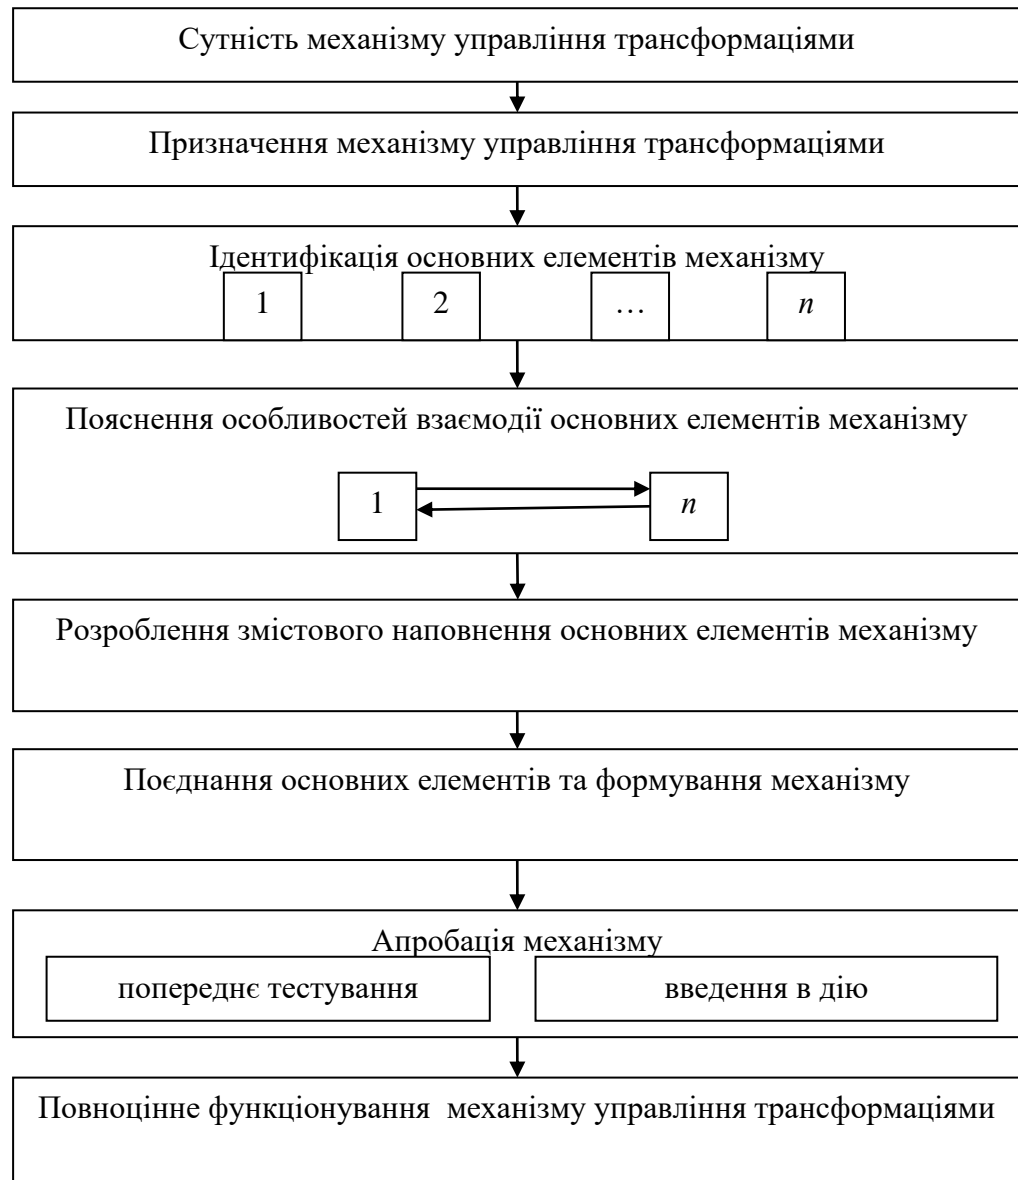 Сутність механізму управління трансформаціями
Призначення механізму управління трансформаціями
Ідентифікація основних елементів механізму
1 2 … n
Пояснення особливостей взаємодії основних елементів механізму
1 n
Розроблення змістового наповнення основних елементів механізму
Поєднання основних елементів та формування механізму
Апробація механізму
попереднє тестування введення в дію
Повноцінне функціонування механізму управління трансформаціями